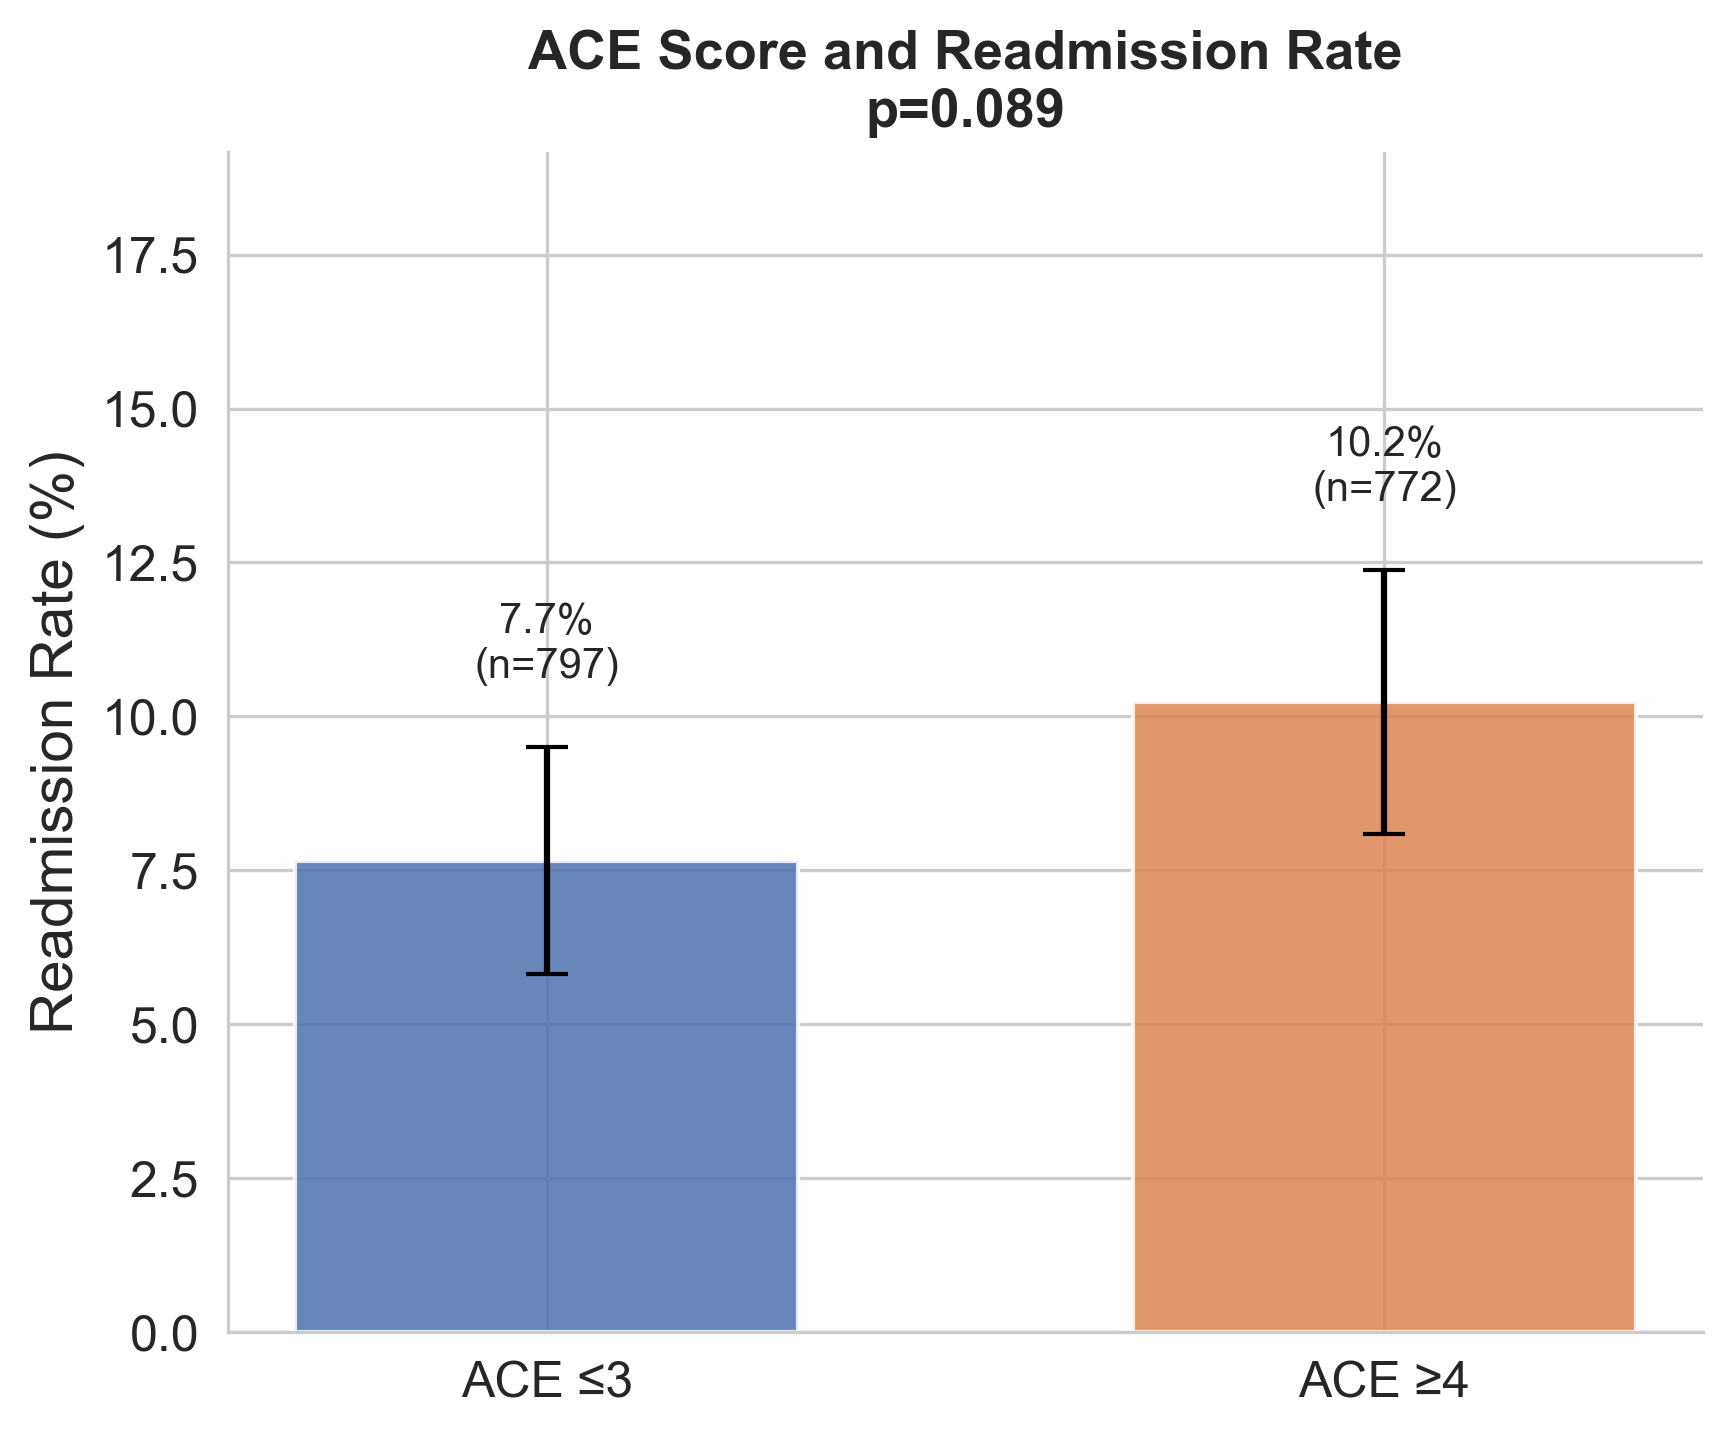 ACE Score and Readmission Rate
p=0.089
Readmission Rate (%)
17.5
15.0
12.5
10.0
7.5
5.0
2.5
0.0
7.7%
(n=797)
10.2%
(n=772)
ACE ≤3
ACE ≥4